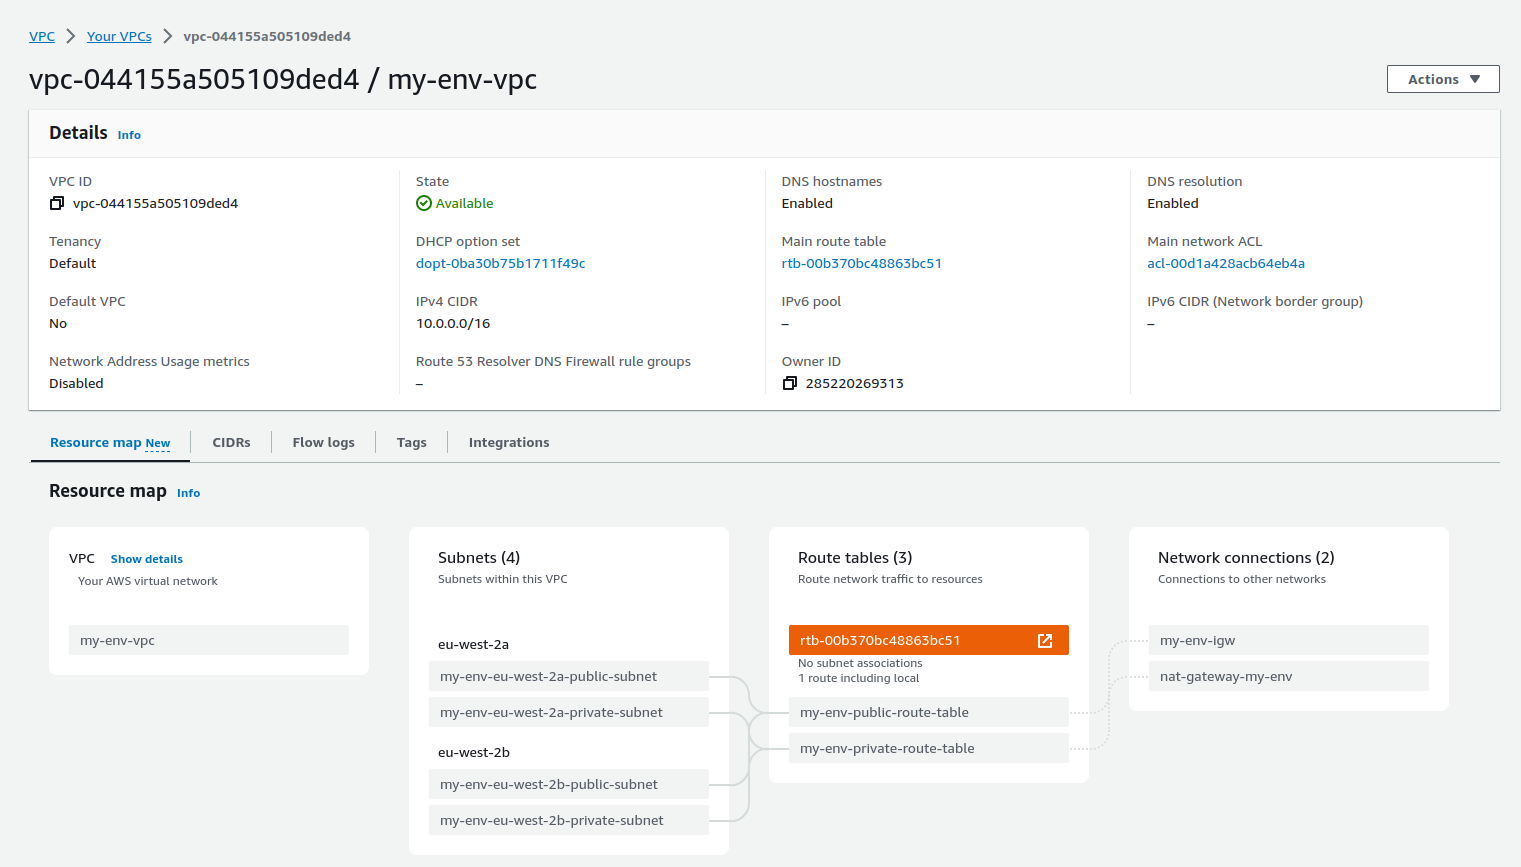 VPC > Your VPCs > vpc-044155a505109ded4
vpc-044155a505109ded4 / my-env-vpc
Actions
Details Info
VPC ID
vpc-044155a505109ded4
State
Available
DNS hostnames
Enabled
DNS resolution
Enabled
Tenancy
Default
DHCP option set
dopt-0ba30b75b1711f49c
Main route table
rtb-00b370bc48863bc51
Main network ACL
acl-00d1a428acb64eb4a
Default VPC
No
IPv4 CIDR
10.0.0.0/16
IPv6 pool
–
IPv6 CIDR (Network border group)
–
Network Address Usage metrics
Disabled
Route 53 Resolver DNS Firewall rule groups
–
Owner ID
285220269313
Resource map New
CIDRs
Flow logs
Tags
Integrations
Resource map Info
VPC Show details
Your AWS virtual network
my-env-vpc
Subnets (4)
Subnets within this VPC
eu-west-2a
my-env-eu-west-2a-public-subnet
my-env-eu-west-2a-private-subnet
eu-west-2b
my-env-eu-west-2b-public-subnet
my-env-eu-west-2b-private-subnet
Route tables (3)
Route network traffic to resources
rtb-00b370bc48863bc51
No subnet associations
1 route including local
my-env-public-route-table
my-env-private-route-table
Network connections (2)
Connections to other networks
my-env-igw
nat-gateway-my-env